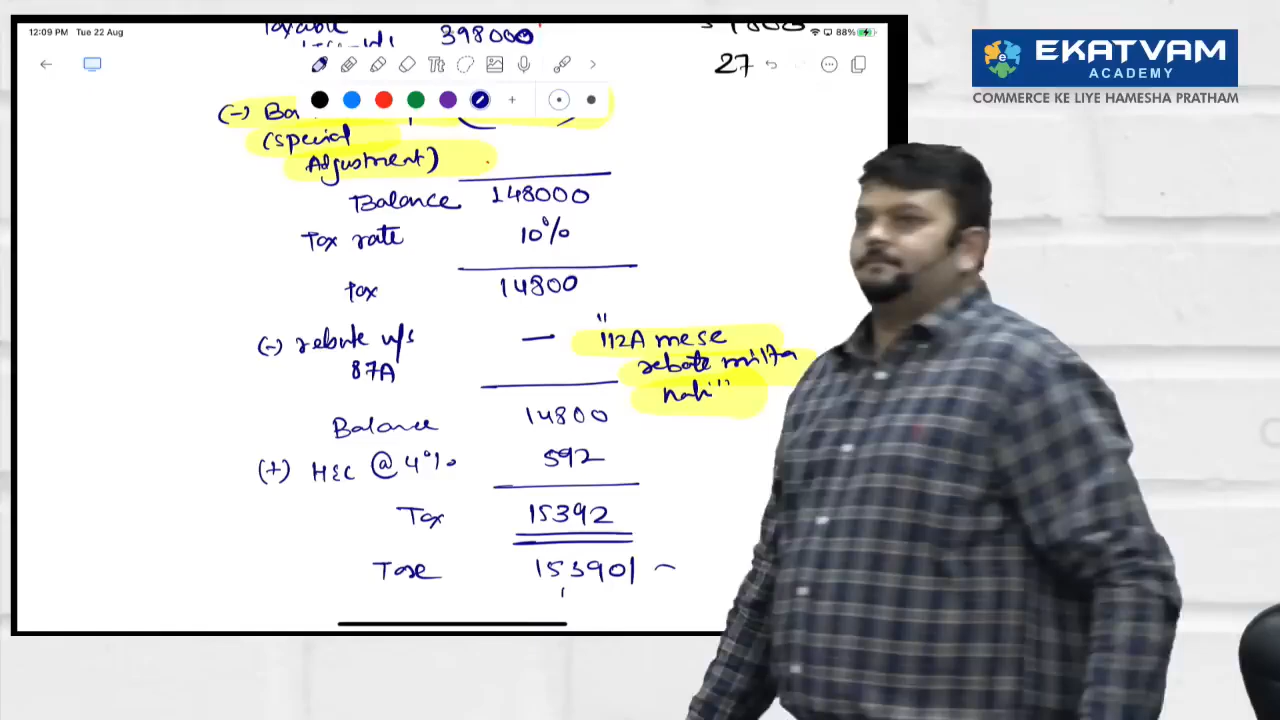 12:09 PM Tue 22 Aug
88%
398000
27
Tt
(-) Ba
(special
Adjustment)
Balance 148000
Tax rate 10%
Tax 14800
(-) rebate u/s 87A —
"112A mese
rebate milta
nahi"
Balance 14800
(+) HEC @ 4% 592
Tax 15392
Tax 15390/
EKATVAM
ACADEMY
COMMERCE KE LIYE HAMESHA PRATHAM